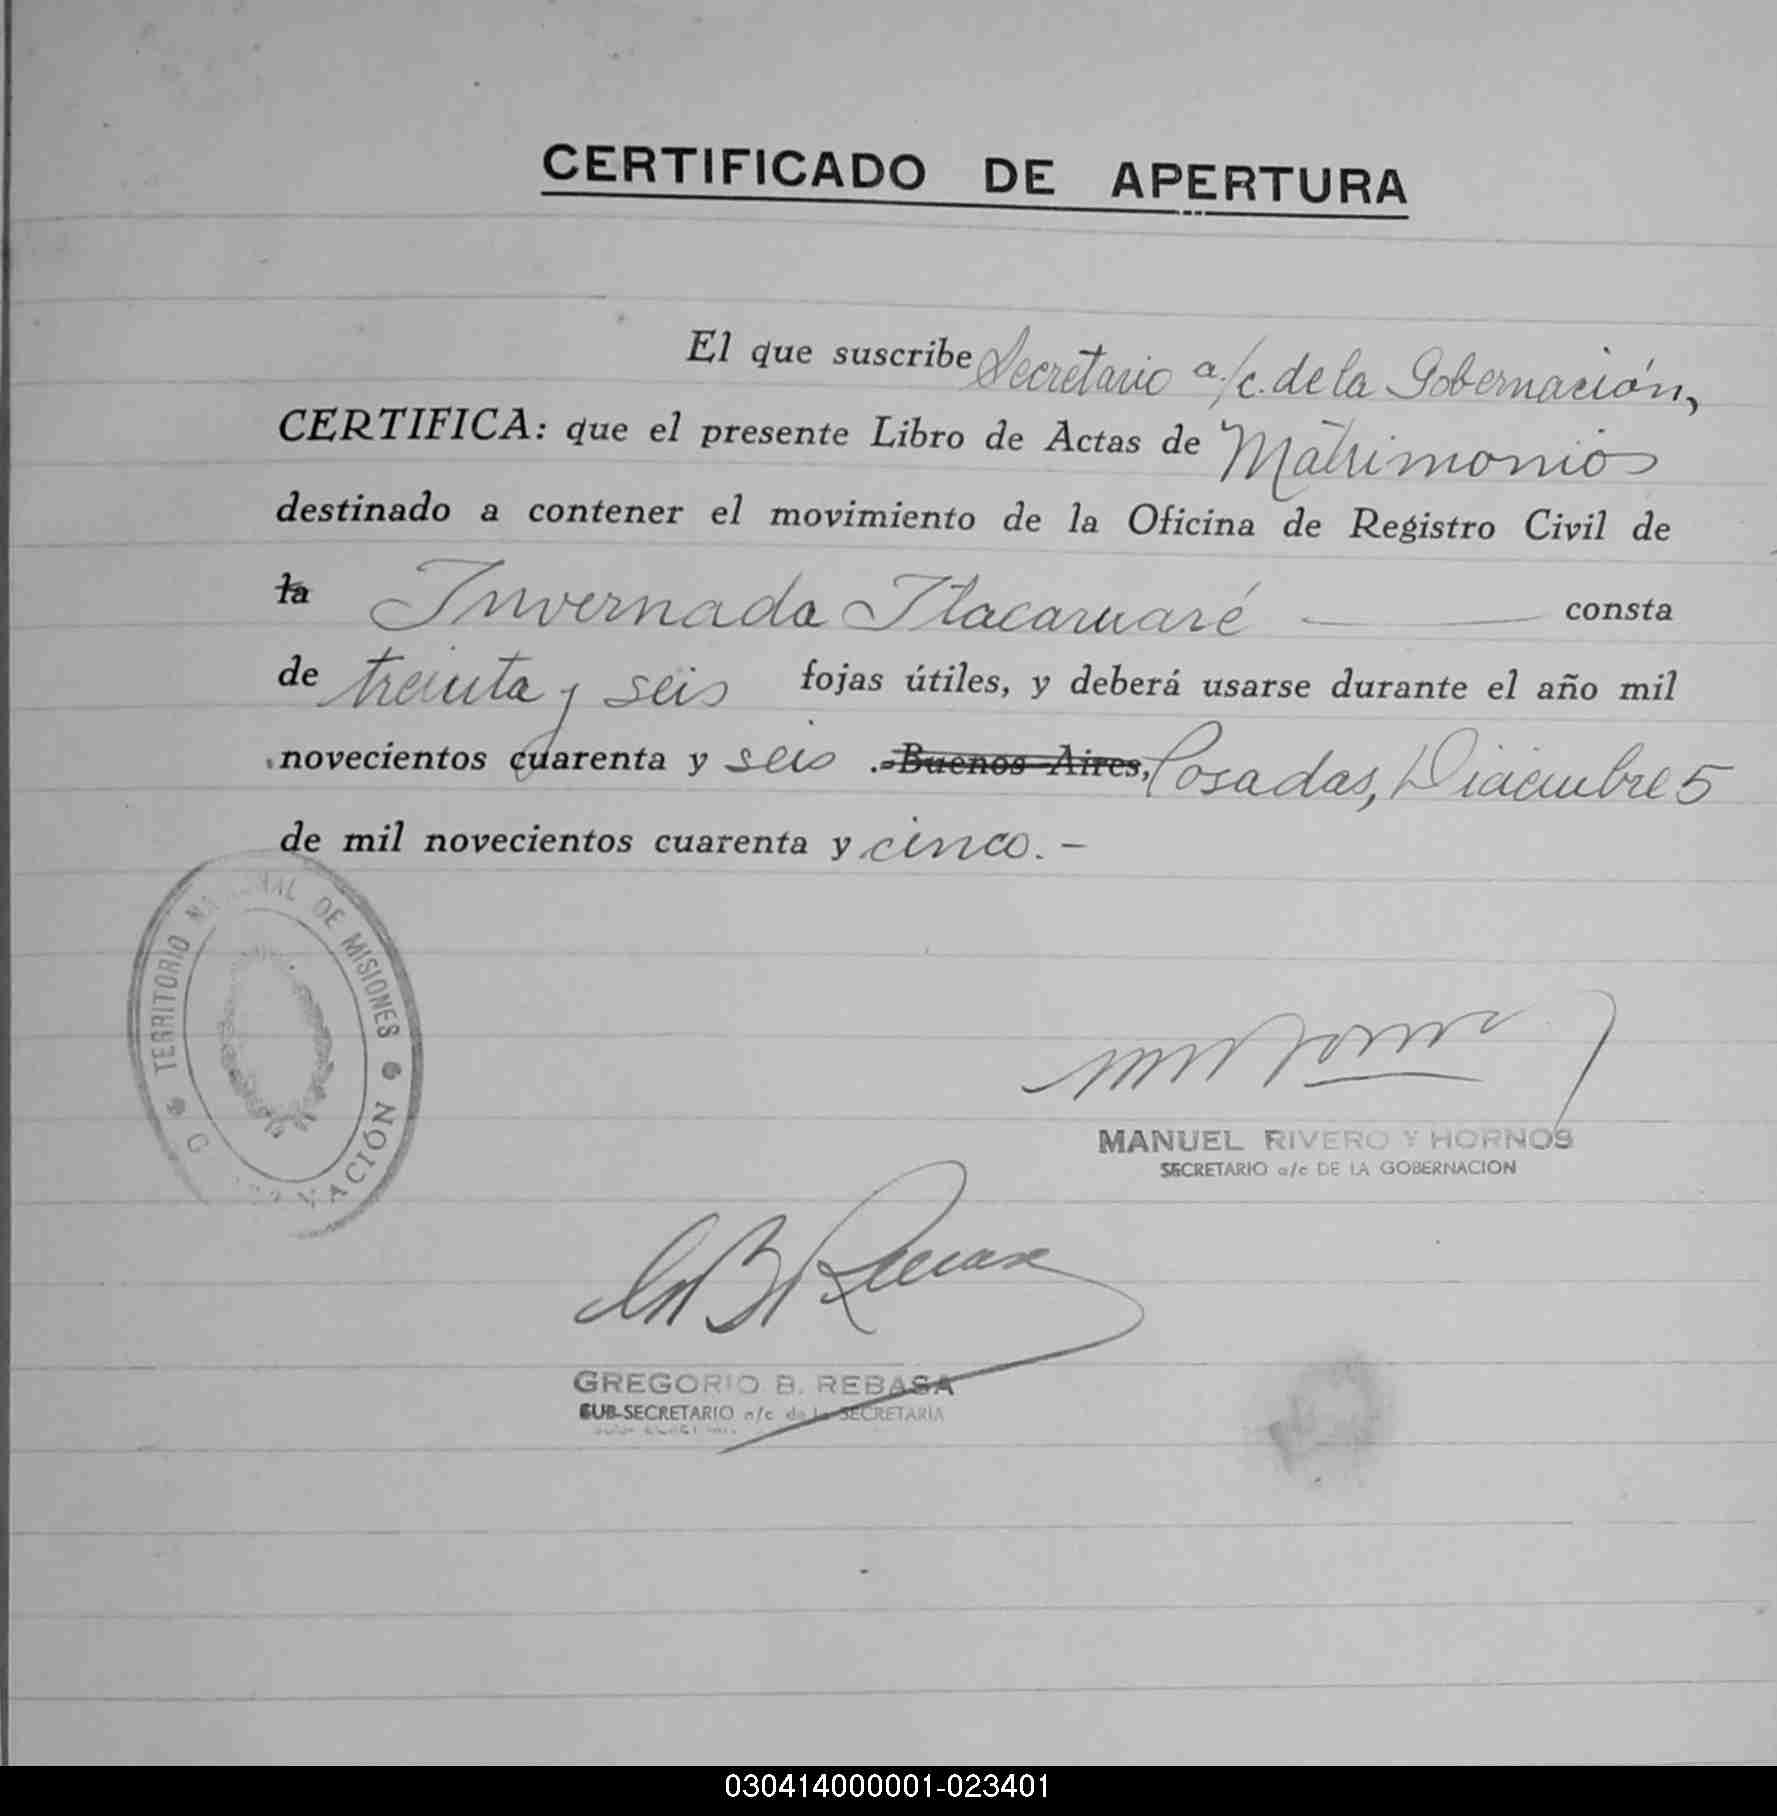 CERTIFICADO DE APERTURA
El que suscribe Secretario a/c. de la Gobernación,
CERTIFICA: que el presente Libro de Actas de Matrimonios
destinado a contener el movimiento de la Oficina de Registro Civil de
la Invernada Itacaruaré consta
de treinta y seis fojas útiles, y deberá usarse durante el año mil
novecientos cuarenta y seis .-Buenos Aires, Posadas, Diciembre 5
de mil novecientos cuarenta y cinco.-
TERRITORIO NACIONAL DE MISIONES
MANUEL RIVERO Y HORNOS
SECRETARIO a/c DE LA GOBERNACION
GREGORIO B. REBASA
SUB-SECRETARIO a/c de la SECRETARÍA
030414000001-023401